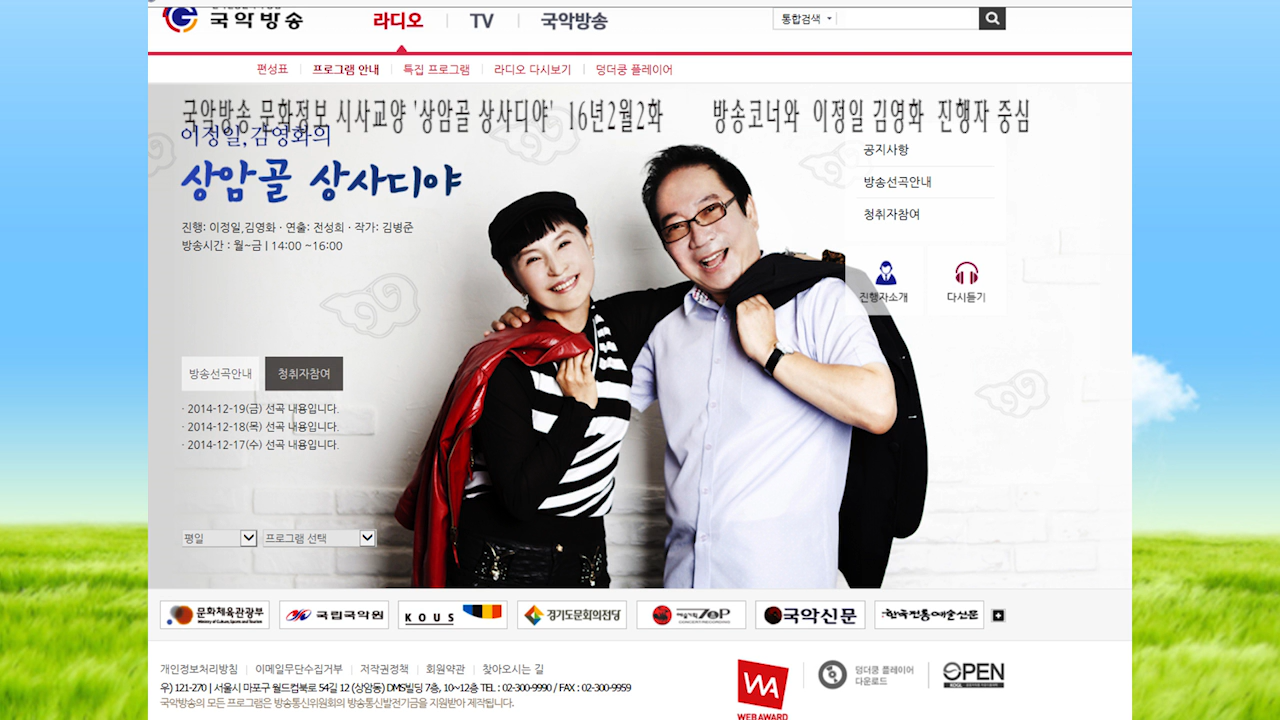 국악방송
라디오 | TV | 국악방송
통합검색
편성표 | 프로그램 안내 | 특집 프로그램 | 라디오 다시보기 | 덩더쿵 플레이어
국악방송 문화정보 시사교양 '상암골 상사디야' 16년2월2화 방송코너와 이정일 김영화 진행자 중심
이정일,김영화의
상암골 상사디야
진행: 이정일,김영화 · 연출: 전성희 · 작가: 김병준
방송시간 : 월~금 | 14:00 ~16:00
공지사항
방송선곡안내
청취자참여
진행자소개
다시듣기
방송선곡안내
청취자참여
· 2014-12-19(금) 선곡 내용입니다.
· 2014-12-18(목) 선곡 내용입니다.
· 2014-12-17(수) 선곡 내용입니다.
평일
프로그램 선택
문화체육관광부
Ministry of Culture, Sports and Tourism
국립국악원
KOUS
경기도문화의전당
예술기획 TOP
국악신문
한국전통예술신문
개인정보처리방침 | 이메일무단수집거부 | 저작권정책 | 회원약관 | 찾아오시는 길
우) 121-270 | 서울시 마포구 월드컵북로 54길 12 (상암동) DMS빌딩 7층, 10~12층 TEL : 02-300-9990 / FAX : 02-300-9959
국악방송의 모든 프로그램은 방송통신위원회의 방송통신발전기금을 지원받아 제작됩니다.
WA
WEB AWARD
덩더쿵 플레이어
다운로드
OPEN
KOGL